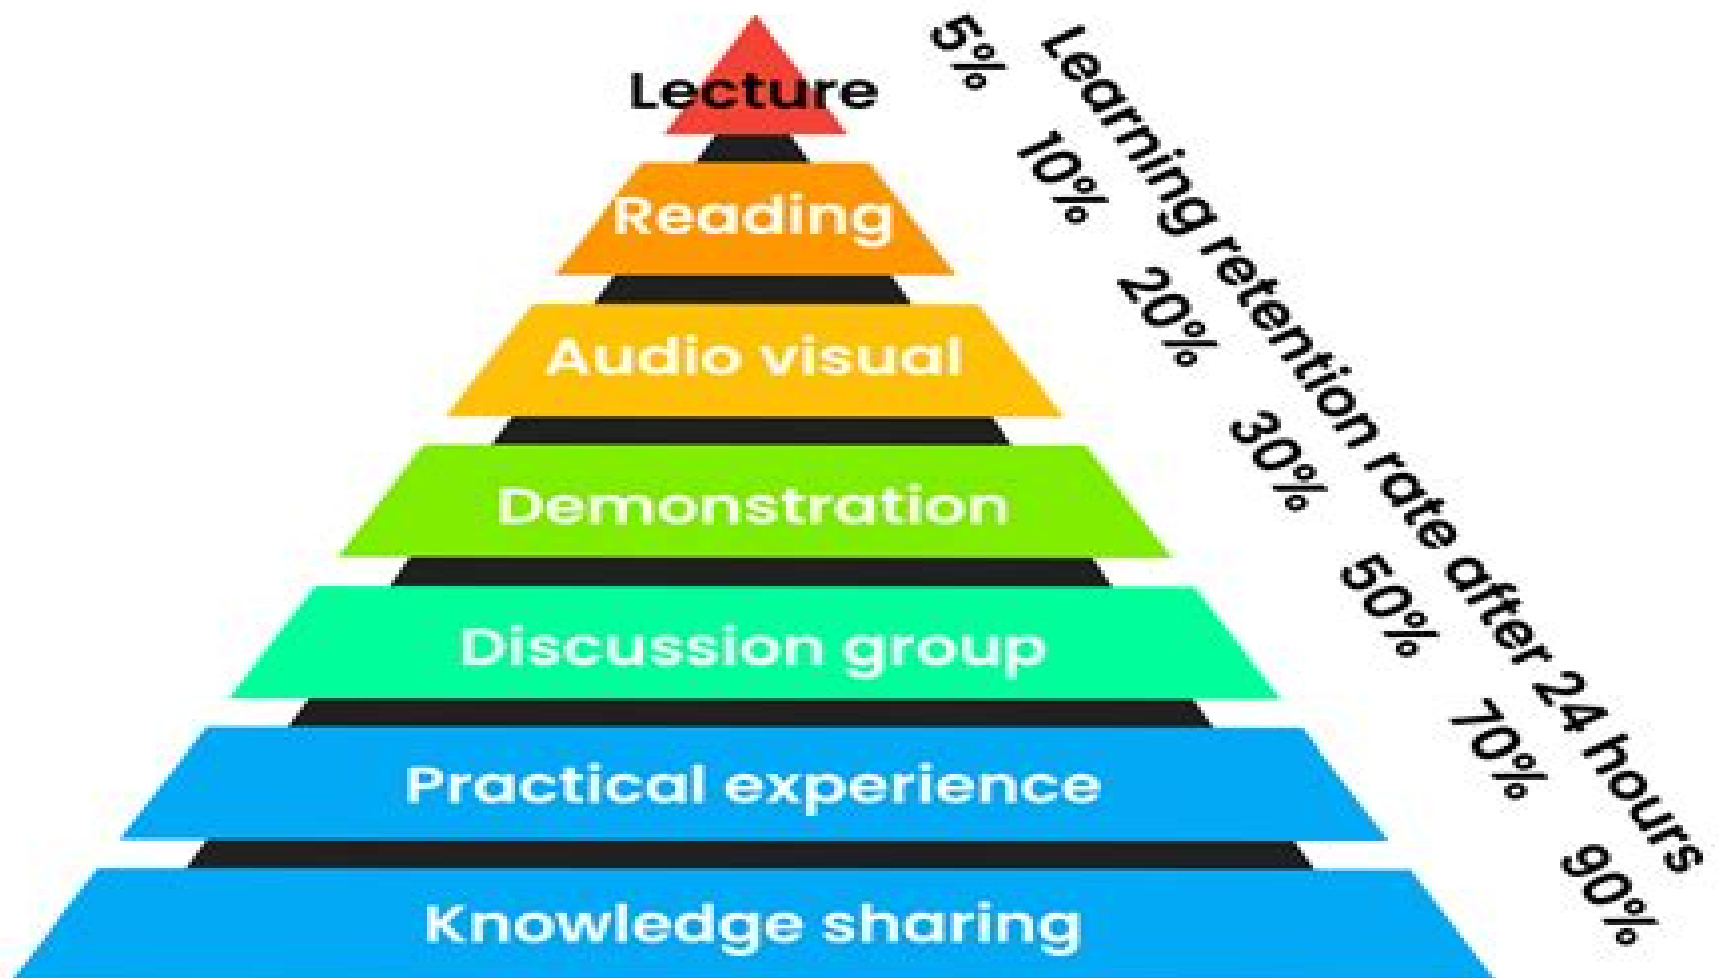 Lecture
5%
Reading
10%
Audio visual
20%
Demonstration
30%
Discussion group
50%
Practical experience
70%
Knowledge sharing
90%
Learning retention rate after 24 hours